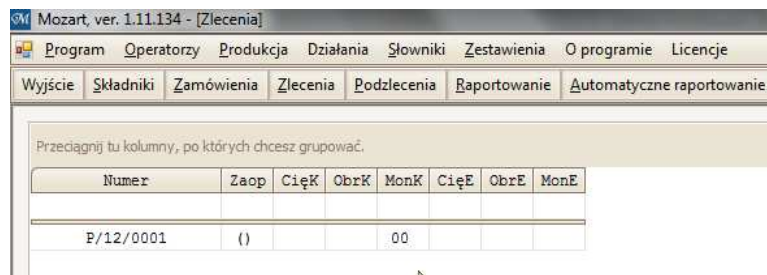 Mozart, ver. 1.11.134 - [Zlecenia]
Program Operatorzy Produkcja Działania Słowniki Zestawienia O programie Licencje
Wyjście Składniki Zamówienia Zlecenia Podzlecenia Raportowanie Automatyczne raportowanie
Przeciągnij tu kolumny, po których chcesz grupować.
Numer Zaop CięK ObrK MonK CięE ObrE MonE
P/12/0001 () 00